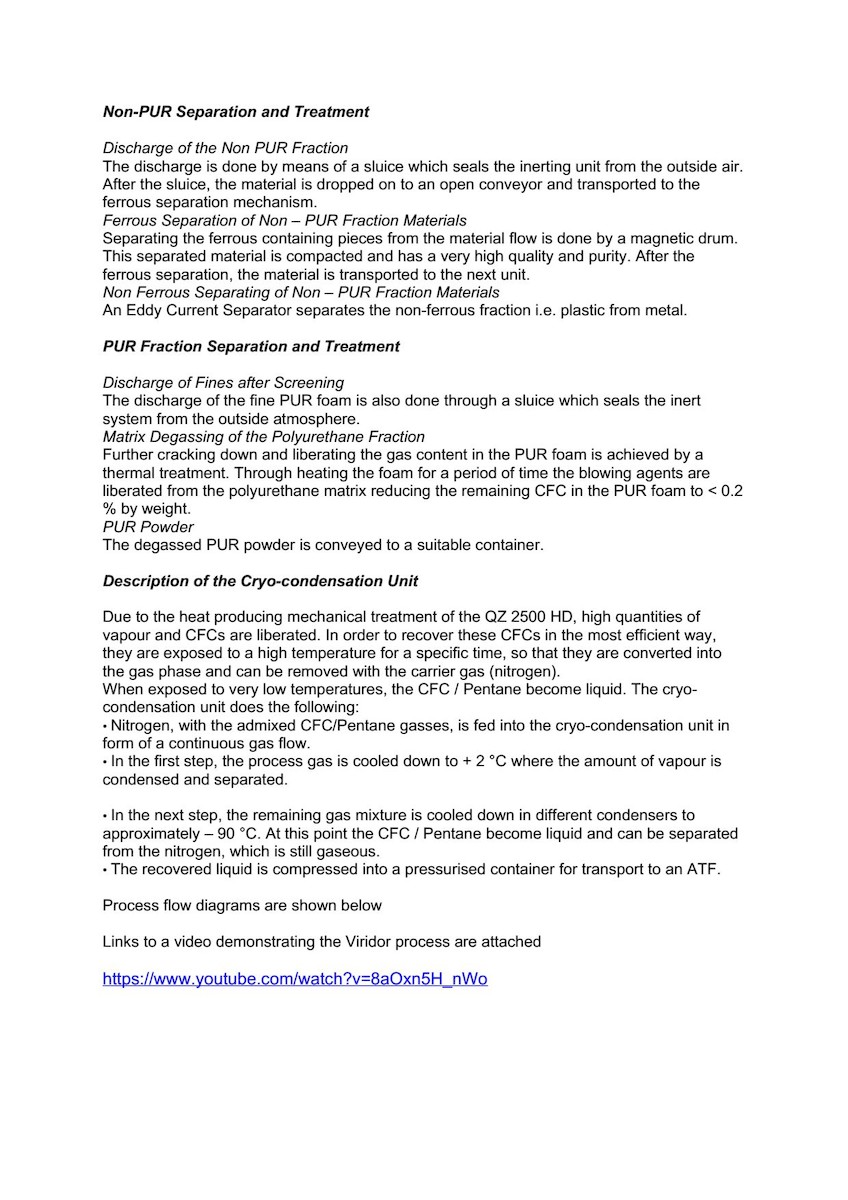 Non-PUR Separation and Treatment
Discharge of the Non PUR Fraction
The discharge is done by means of a sluice which seals the inerting unit from the outside air.
After the sluice, the material is dropped on to an open conveyor and transported to the
ferrous separation mechanism.
Ferrous Separation of Non – PUR Fraction Materials
Separating the ferrous containing pieces from the material flow is done by a magnetic drum.
This separated material is compacted and has a very high quality and purity. After the
ferrous separation, the material is transported to the next unit.
Non Ferrous Separating of Non – PUR Fraction Materials
An Eddy Current Separator separates the non-ferrous fraction i.e. plastic from metal.
PUR Fraction Separation and Treatment
Discharge of Fines after Screening
The discharge of the fine PUR foam is also done through a sluice which seals the inert
system from the outside atmosphere.
Matrix Degassing of the Polyurethane Fraction
Further cracking down and liberating the gas content in the PUR foam is achieved by a
thermal treatment. Through heating the foam for a period of time the blowing agents are
liberated from the polyurethane matrix reducing the remaining CFC in the PUR foam to < 0.2
% by weight.
PUR Powder
The degassed PUR powder is conveyed to a suitable container.
Description of the Cryo-condensation Unit
Due to the heat producing mechanical treatment of the QZ 2500 HD, high quantities of
vapour and CFCs are liberated. In order to recover these CFCs in the most efficient way,
they are exposed to a high temperature for a specific time, so that they are converted into
the gas phase and can be removed with the carrier gas (nitrogen).
When exposed to very low temperatures, the CFC / Pentane become liquid. The cryo-
condensation unit does the following:
• Nitrogen, with the admixed CFC/Pentane gasses, is fed into the cryo-condensation unit in
form of a continuous gas flow.
• In the first step, the process gas is cooled down to + 2 °C where the amount of vapour is
condensed and separated.
• In the next step, the remaining gas mixture is cooled down in different condensers to
approximately – 90 °C. At this point the CFC / Pentane become liquid and can be separated
from the nitrogen, which is still gaseous.
• The recovered liquid is compressed into a pressurised container for transport to an ATF.
Process flow diagrams are shown below
Links to a video demonstrating the Viridor process are attached
https://www.youtube.com/watch?v=8aOxn5H_nWo